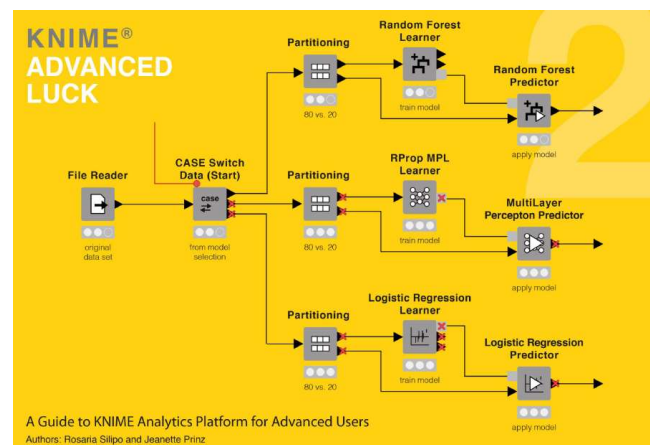 KNIME®
ADVANCED
LUCK
2
Random Forest
Learner
Partitioning
80 vs. 20
train model
Random Forest
Predictor
apply model
File Reader
original
data set
CASE Switch
Data (Start)
case
from model
selection
Partitioning
80 vs. 20
RProp MPL
Learner
train model
MultiLayer
Percepton Predictor
apply model
Partitioning
80 vs. 20
Logistic Regression
Learner
train model
Logistic Regression
Predictor
apply model
A Guide to KNIME Analytics Platform for Advanced Users
Authors: Rosaria Silipo and Jeanette Prinz